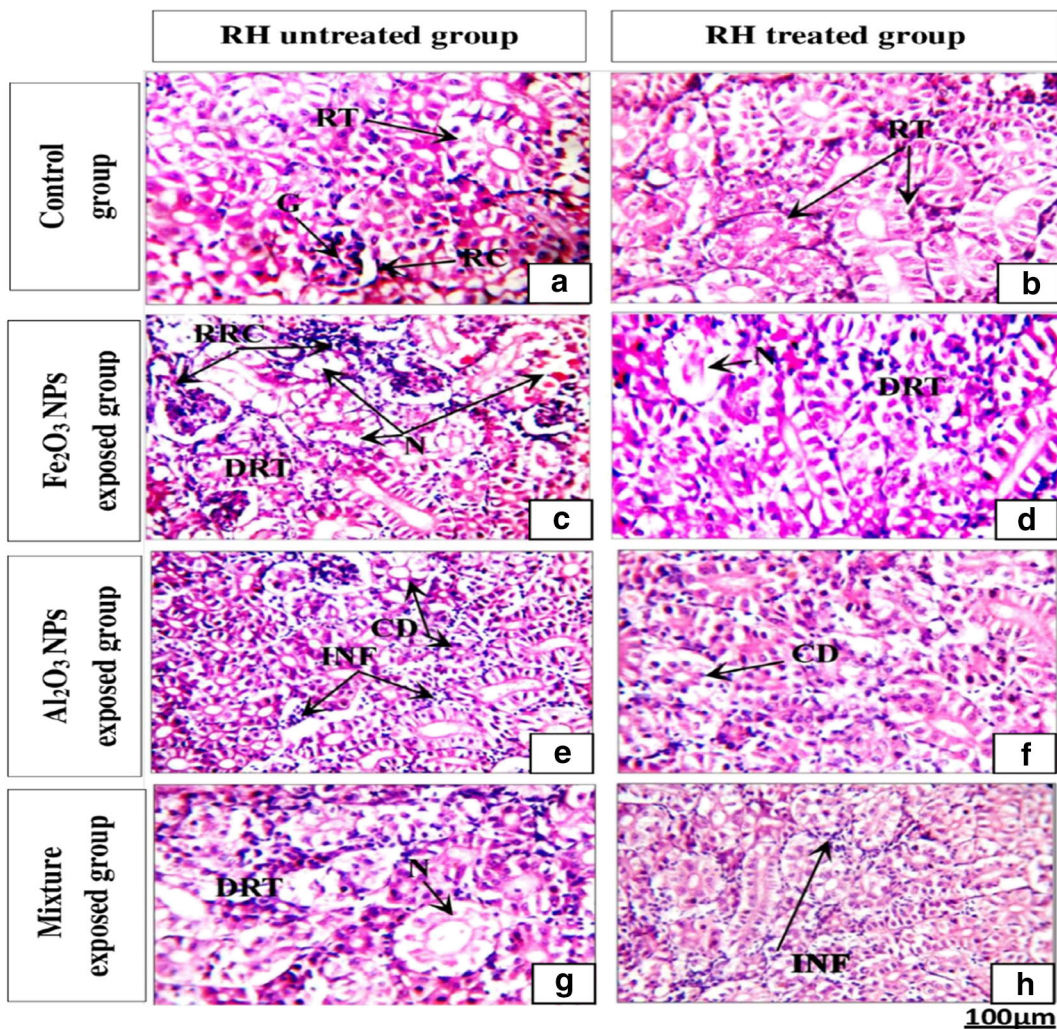 RH untreated group
RH treated group
Control
group
RT
G
RC
a
RT
b
Fe₂O₃ NPs
exposed group
RRC
N
DRT
c
N
DRT
d
Al₂O₃ NPs
exposed group
CD
INF
e
CD
f
Mixture
exposed group
DRT
N
g
INF
h
100µm